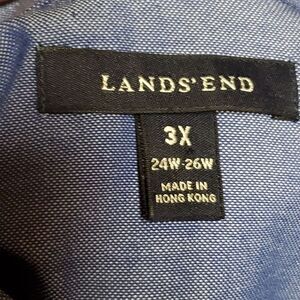 LANDS' END
3X
24W-26W
MADE IN
HONG KONG